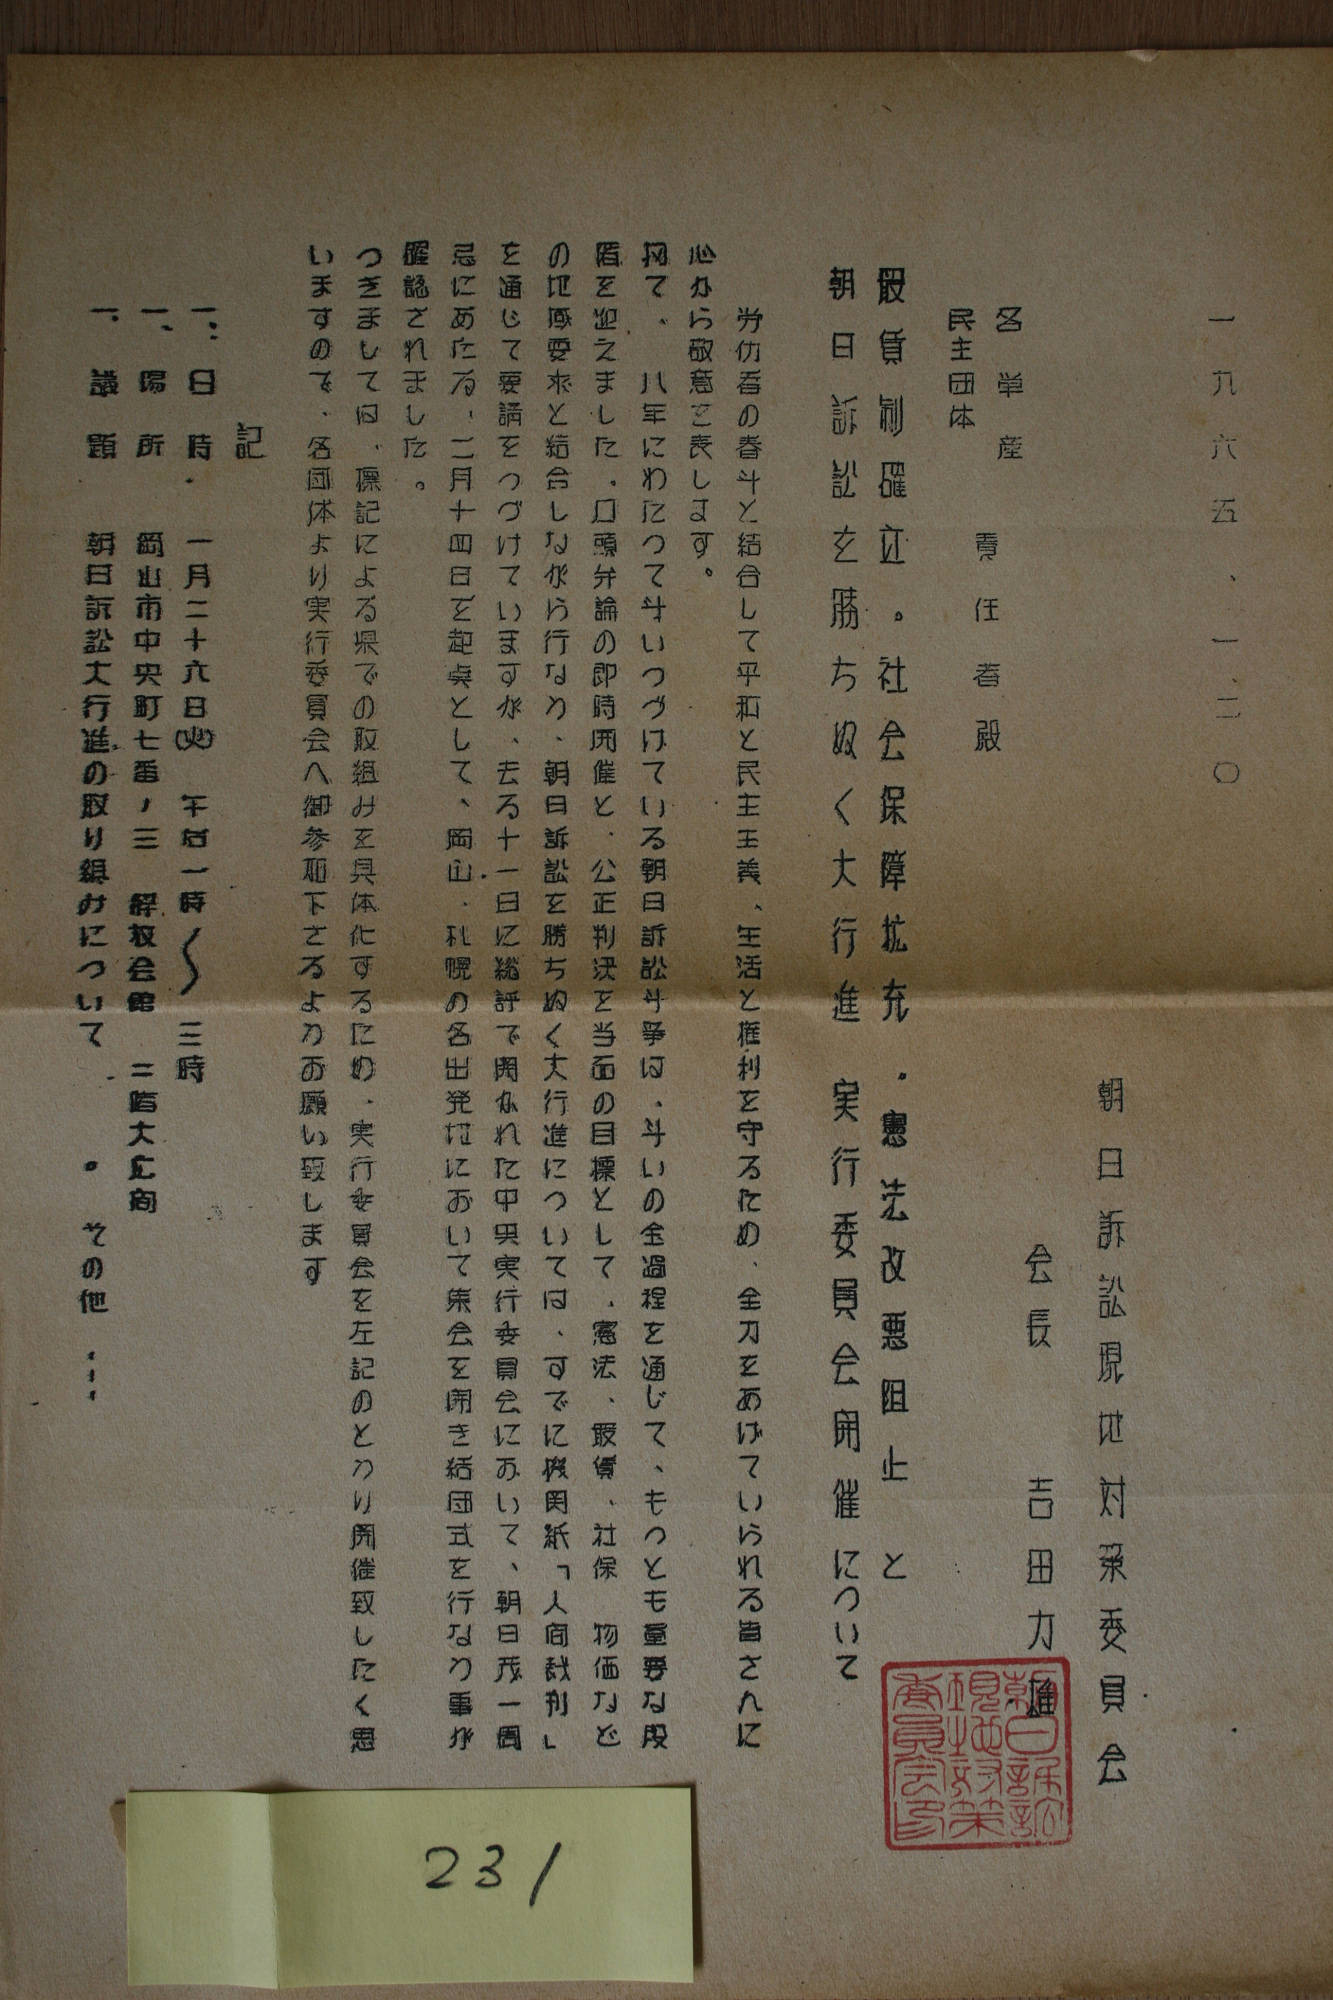 一九六五、一、二〇
朝日訴訟現地対策委員会
会長　吉田力雄
朝日訴訟
現地対策
委員会印
各単産
民主団体
責任者殿
最賃制確立。社会保障拡充・憲法改悪阻止と
朝日訴訟を勝ちぬく大行進　実行委員会開催について
労仂者の春斗と結合して平和と民主主義、生活と権利を守るため、全力をあげていられる皆さんに
心から敬意を表します。
扨て、八年にわたつて斗いつづけている朝日訴訟斗争は、斗いの全過程を通じて、もつとも重要な段
階を迎えました。口頭弁論の即時開催と、公正判決を当面の目標として、憲法、最賃、社保　物価など
の地域要求と結合しながら行なう、朝日訴訟を勝ちぬく大行進については、すでに機関紙「人間裁判」
を通じて要請をつづけていますが、去る十一日に総評で開かれた中央実行委員会において、朝日茂一周
忌にあたる、二月十四日を起点として、岡山、札幌の各出発地において集会を開き結団式を行なう事が
確認されました。
つきましては、標記による県での取組みを具体化するため、実行委員会を左記のとうり開催致したく思
いますので、各団体より実行委員会へ御参加下さるようお願い致します
記
一、日時　一月二十六日（火）　午后一時〜三時
一、場所　岡山市中央町七番ノ三　解放会館　二階大広間
一、議題　朝日訴訟大行進の取り組みについて　。その他…
231